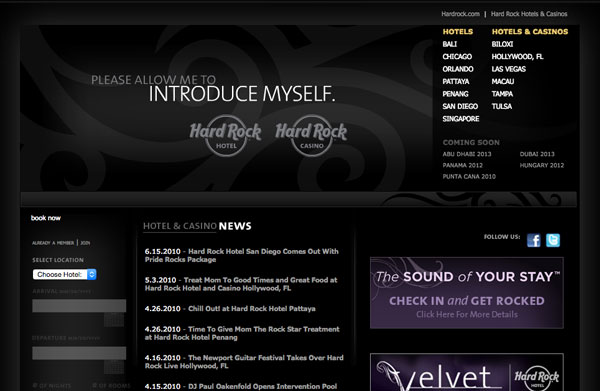 Hardrock.com | Hard Rock Hotels & Casinos
HOTELS
BALI
CHICAGO
ORLANDO
PATTAYA
PENANG
SAN DIEGO
SINGAPORE
HOTELS & CASINOS
BILOXI
HOLLYWOOD, FL
LAS VEGAS
MACAU
TAMPA
TULSA
COMING SOON
ABU DHABI 2013
DUBAI 2013
PANAMA 2012
HUNGARY 2012
PUNTA CANA 2010
PLEASE ALLOW ME TO
INTRODUCE MYSELF.
Hard Rock
HOTEL
Hard Rock
CASINO
book now
ALREADY A MEMBER | JOIN
SELECT LOCATION
Choose Hotel:
ARRIVAL
DEPARTURE
# OF NIGHTS
# OF ROOMS
HOTEL & CASINO NEWS
6.15.2010 - Hard Rock Hotel San Diego Comes Out With
Pride Rocks Package
5.3.2010 - Treat Mom To Good Times and Great Food at
Hard Rock Hotel and Casino Hollywood, FL
4.26.2010 - Chill Out! at Hard Rock Hotel Pattaya
4.26.2010 - Time To Give Mom The Rock Star Treatment
at Hard Rock Hotel Penang
4.16.2010 - The Newport Guitar Festival Takes Over Hard
Rock Live Hollywood, FL
4.15.2010 - DJ Paul Oakenfold Opens Intervention Pool
FOLLOW US:
The SOUND of YOUR STAY™
CHECK IN and GET ROCKED
Click Here For More Details
Velvet
Hard Rock